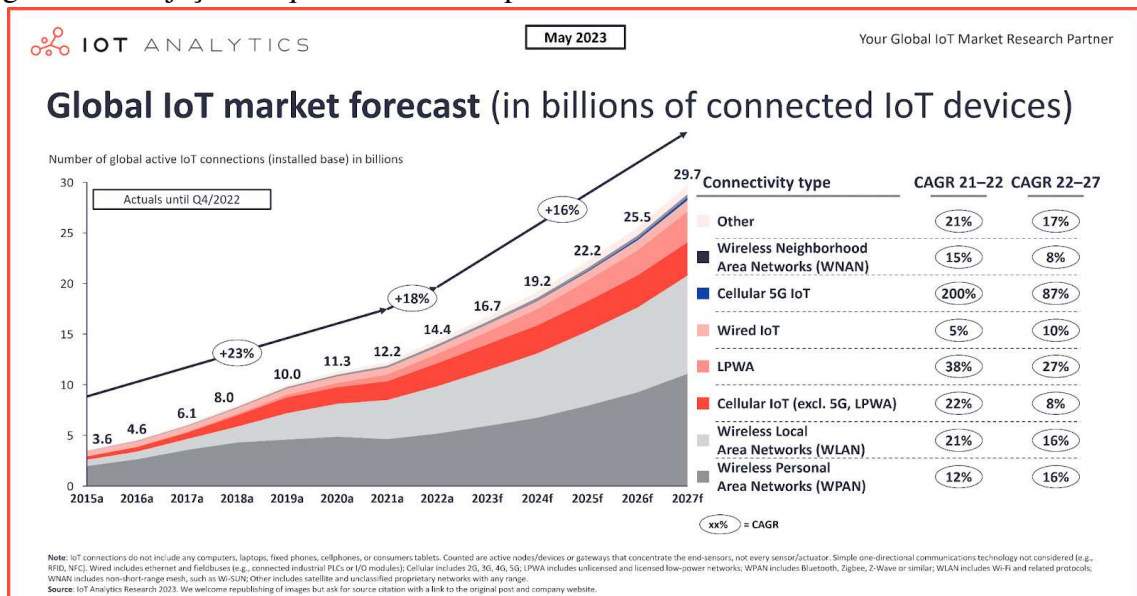 IOT ANALYTICS
May 2023
Your Global IoT Market Research Partner
Global IoT market forecast (in billions of connected IoT devices)
Number of global active IoT connections (installed base) in billions
Actuals until Q4/2022
30
25
20
15
10
5
0
+23%
+18%
+16%
3.6
4.6
6.1
8.0
10.0
11.3
12.2
14.4
16.7
19.2
22.2
25.5
29.7
2015a 2016a 2017a 2018a 2019a 2020a 2021a 2022a 2023f 2024f 2025f 2026f 2027f
Connectivity type CAGR 21–22 CAGR 22–27
Other 21% 17%
Wireless Neighborhood
Area Networks (WNAN) 15% 8%
Cellular 5G IoT 200% 87%
Wired IoT 5% 10%
LPWA 38% 27%
Cellular IoT (excl. 5G, LPWA) 22% 8%
Wireless Local
Area Networks (WLAN) 21% 16%
Wireless Personal
Area Networks (WPAN) 12% 16%
xx% = CAGR
Note: IoT connections do not include any computers, laptops, fixed phones, cellphones, or consumers tablets. Counted are active nodes/devices or gateways that concentrate the end-sensors, not every sensor/actuator. Simple one-directional communications technology not considered (e.g.,
RFID, NFC). Wired includes ethernet and fieldbuses (e.g., connected industrial PLCs or I/O modules); Cellular includes 2G, 3G, 4G, 5G; LPWA includes unlicensed and licensed low-power networks; WPAN includes Bluetooth, Zigbee, Z-Wave or similar; WLAN includes Wi-Fi and related protocols;
WNAN includes non-short-range mesh, such as Wi-SUN; Other includes satellite and unclassified proprietary networks with any range.
Source: IoT Analytics Research 2023. We welcome republishing of images but ask for source citation with a link to the original post and company website.